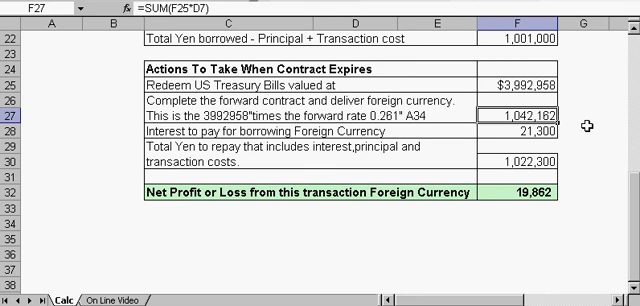 F27 fx =SUM(F25*D7)
A B C D E F G
22 Total Yen borrowed - Principal + Transaction cost 1,001,000
23
24 Actions To Take When Contract Expires
25 Redeem US Treasury Bills valued at $3,992,958
26 Complete the forward contract and deliver foreign currency.
27 This is the 3992958"times the forward rate 0.261" A34 1,042,162
28 Interest to pay for borrowing Foreign Currency 21,300
29 Total Yen to repay that includes interest,principal and
30 transaction costs. 1,022,300
31
32 Net Profit or Loss from this transaction Foreign Currency 19,862
33
34
35
36
37
38
Calc On Line Video